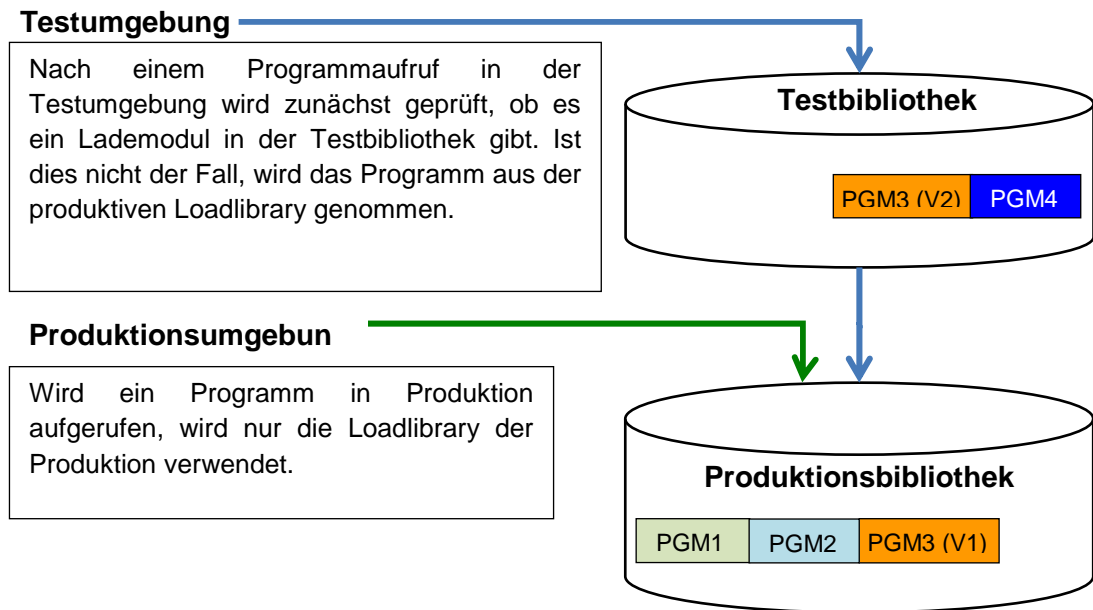 Testumgebung
Nach einem Programmaufruf in der
Testumgebung wird zunächst geprüft, ob es
ein Lademodul in der Testbibliothek gibt. Ist
dies nicht der Fall, wird das Programm aus der
produktiven Loadlibrary genommen.
Testbibliothek
PGM3 (V2) PGM4
Produktionsumgebun
Wird ein Programm in Produktion
aufgerufen, wird nur die Loadlibrary der
Produktion verwendet.
Produktionsbibliothek
PGM1 PGM2 PGM3 (V1)